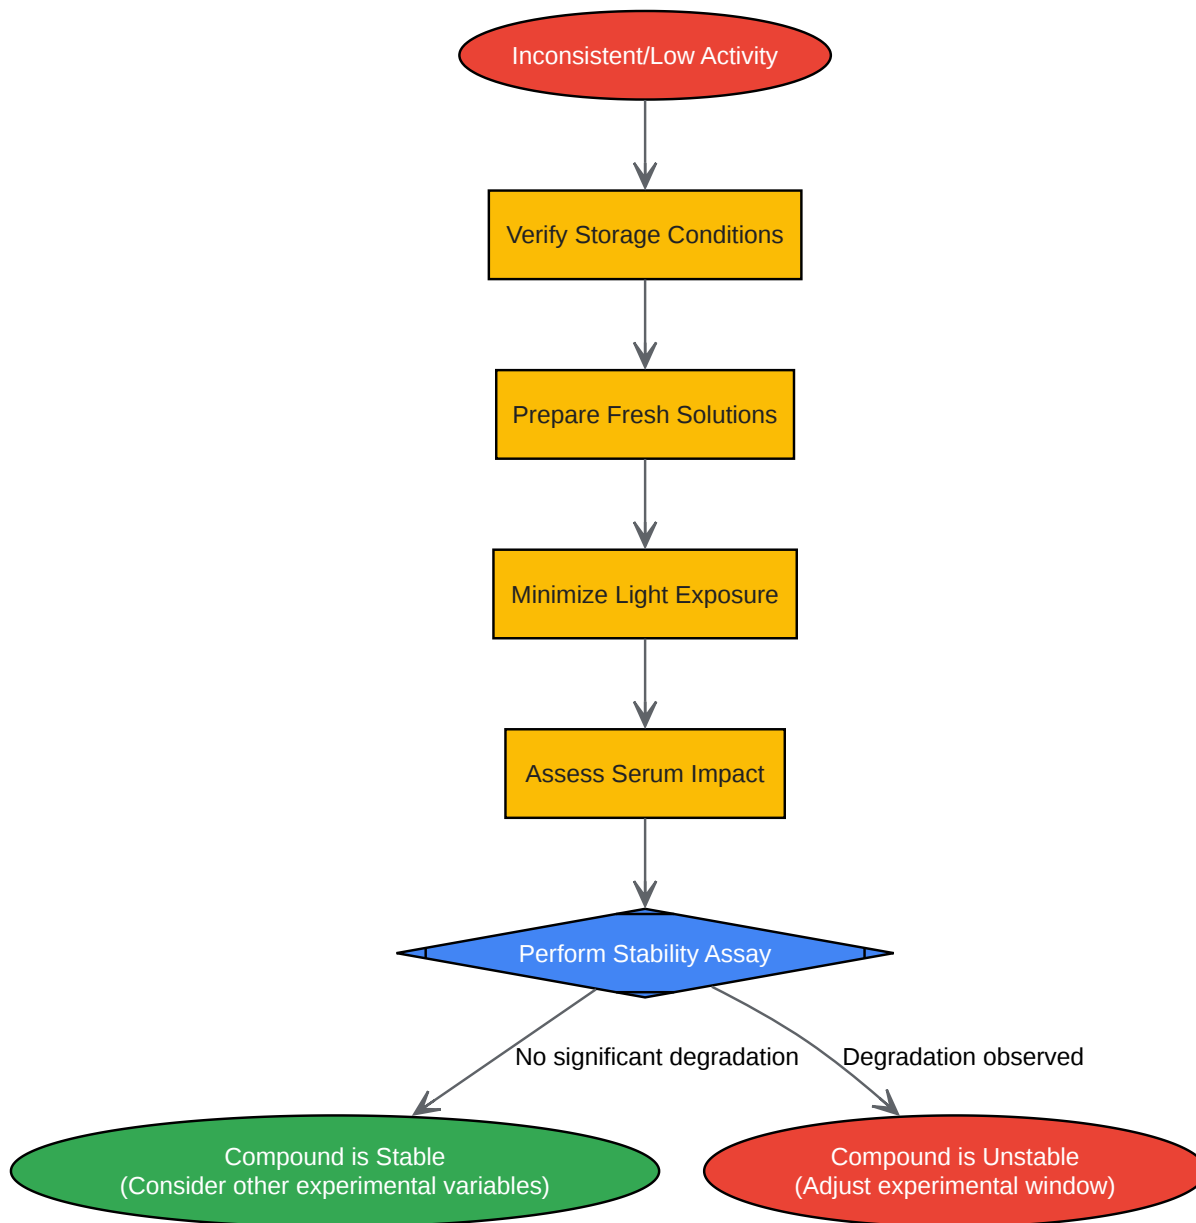 Inconsistent/Low Activity
Verify Storage Conditions
Prepare Fresh Solutions
Minimize Light Exposure
Assess Serum Impact
Perform Stability Assay
No significant degradation
Degradation observed
Compound is Stable
(Consider other experimental variables)
Compound is Unstable
(Adjust experimental window)